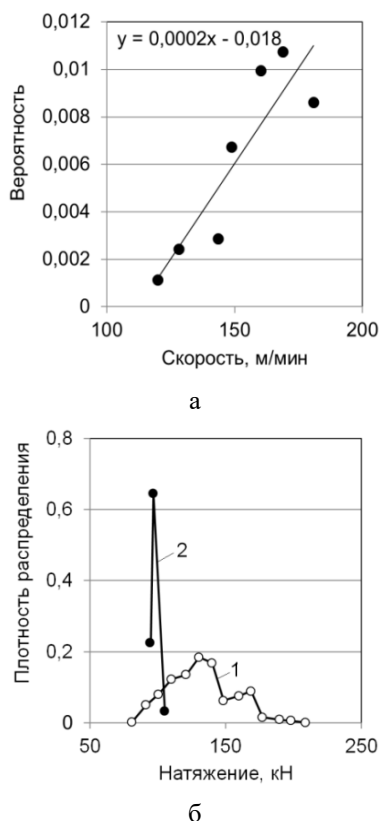 y = 0,0002x - 0,018
0,012
0,01
0,008
0,006
0,004
0,002
0
Вероятность
100
150
200
Скорость, м/мин
а
0,8
0,6
0,4
0,2
0
Плотность распределения
2
1
50
150
250
Натяжение, кН
б